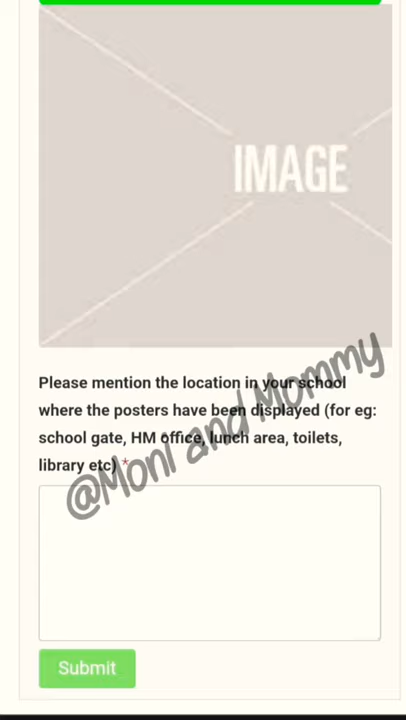 IMAGE
Please mention the location in your school
where the posters have been displayed (for eg:
school gate, HM office, lunch area, toilets,
library etc) *
@Moni and Mommy
Submit